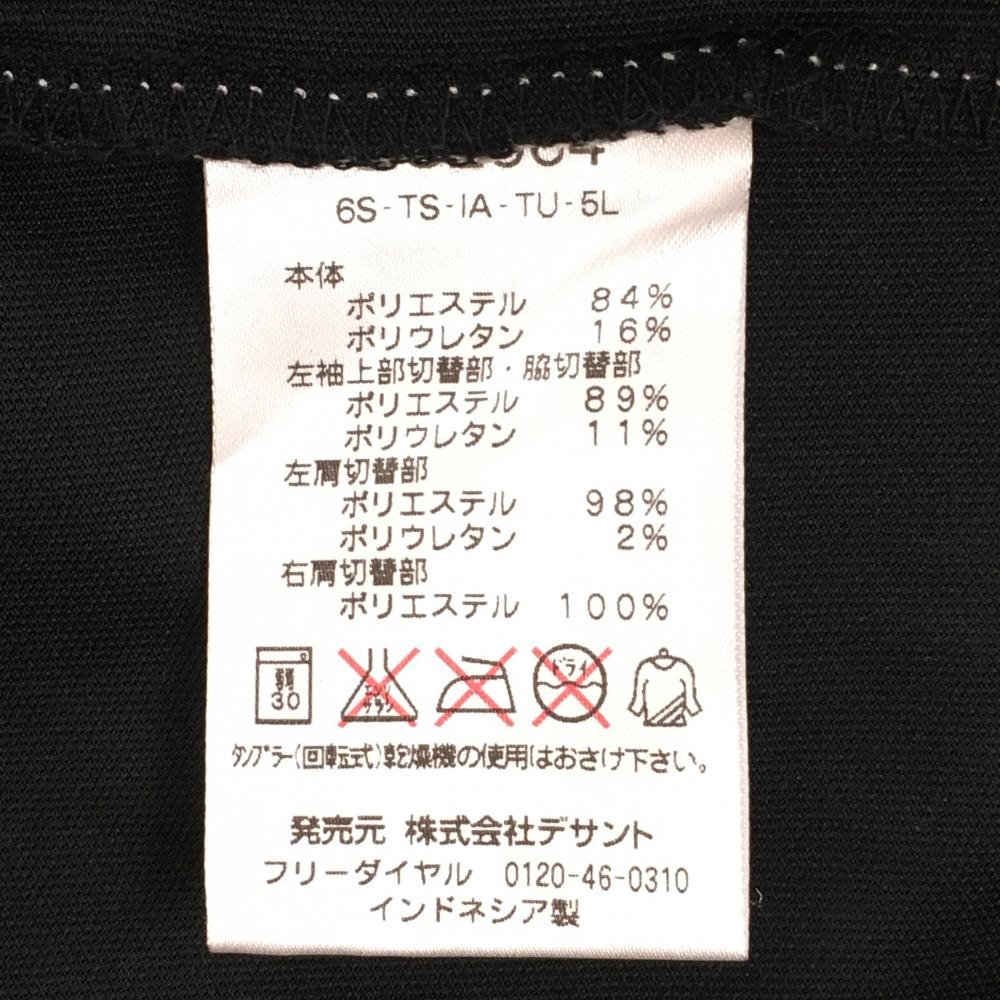 6S-TS-IA-TU-5L
本体
ポリエステル 84%
ポリウレタン 16%
左袖上部切替部・脇切替部
ポリエステル 89%
ポリウレタン 11%
左肩切替部
ポリエステル 98%
ポリウレタン 2%
右肩切替部
ポリエステル 100%
弱
30
エンソ
サラシ
ドライ
タンブラー(回転式)乾燥機の使用はおさけ下さい。
発売元 株式会社デサント
フリーダイヤル 0120-46-0310
インドネシア製